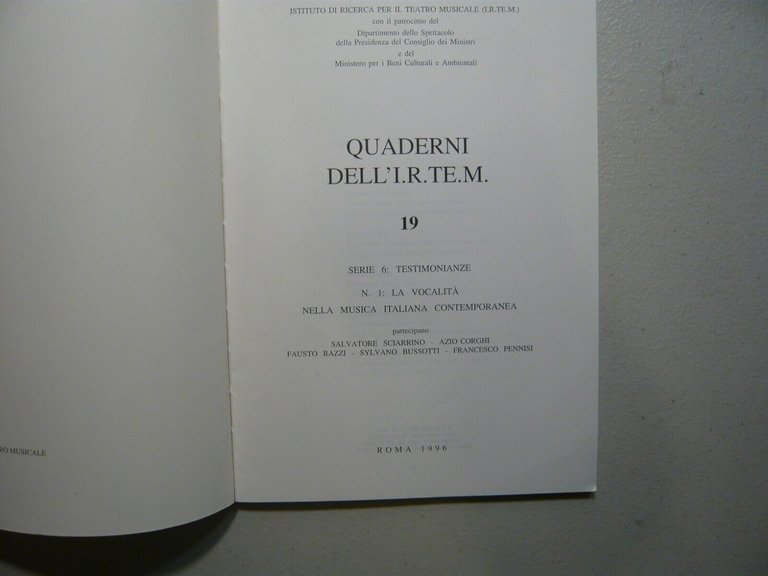 ISTITUTO DI RICERCA PER IL TEATRO MUSICALE (I.R.TE.M.)
con il patrocinio del
Dipartimento dello Spettacolo
della Presidenza del Consiglio dei Ministri
e del
Ministero per i Beni Culturali e Ambientali
QUADERNI
DELL'I.R.TE.M.
19
SERIE 6: TESTIMONIANZE
N. 1: LA VOCALITÀ
NELLA MUSICA ITALIANA CONTEMPORANEA
partecipano
SALVATORE SCIARRINO - AZIO CORGHI
FAUSTO RAZZI - SYLVANO BUSSOTTI - FRANCESCO PENNISI
ROMA 1996
RO MUSICALE